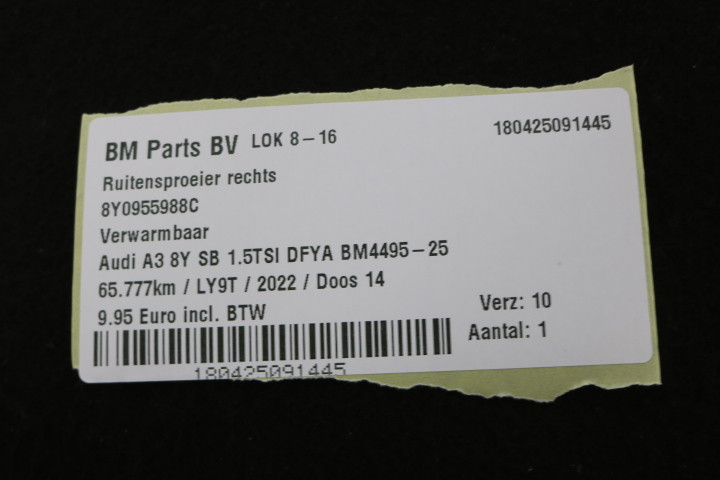 BM Parts BV LOK 8-16 180425091445
Ruitensproeier rechts
8Y0955988C
Verwarmbaar
Audi A3 8Y SB 1.5TSI DFYA BM4495-25
65.777km / LY9T / 2022 / Doos 14
9.95 Euro incl. BTW Verz: 10
Aantal: 1
180425091445